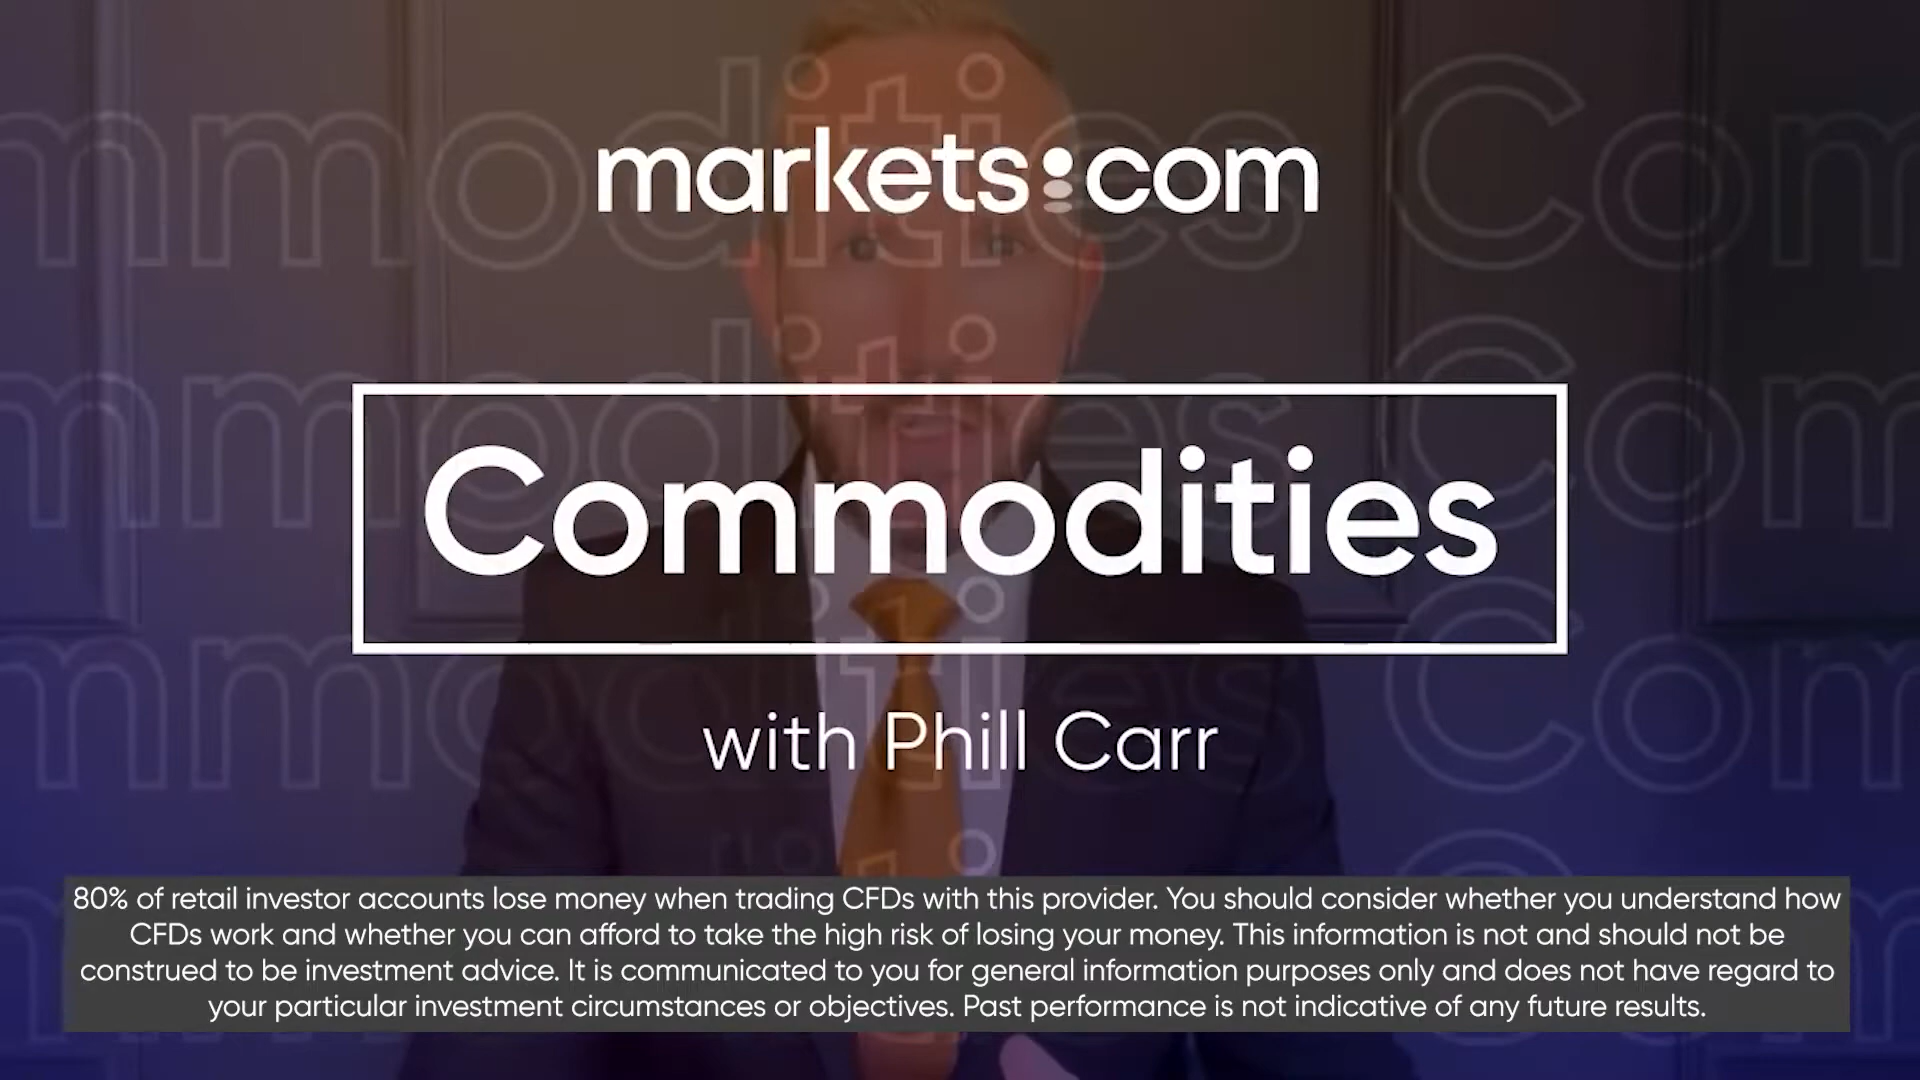 markets.com
Commodities
with Phill Carr
80% of retail investor accounts lose money when trading CFDs with this provider. You should consider whether you understand how
CFDs work and whether you can afford to take the high risk of losing your money. This information is not and should not be
construed to be investment advice. It is communicated to you for general information purposes only and does not have regard to
your particular investment circumstances or objectives. Past performance is not indicative of any future results.